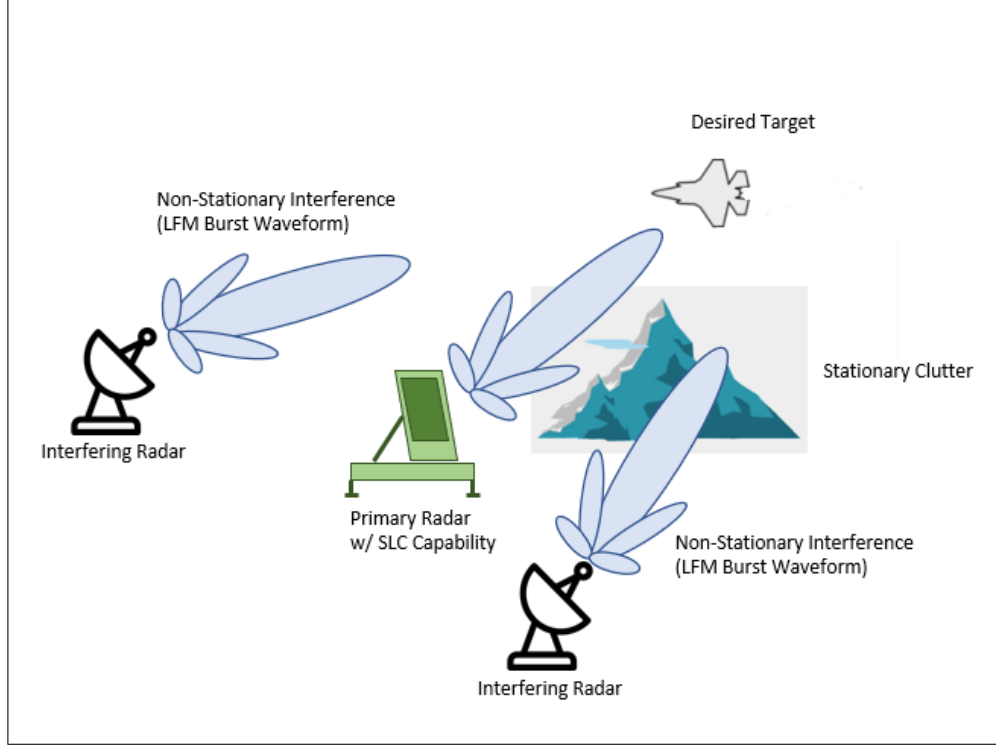 Desired Target
Non-Stationary Interference
(LFM Burst Waveform)
Stationary Clutter
Interfering Radar
Primary Radar
w/ SLC Capability
Non-Stationary Interference
(LFM Burst Waveform)
Interfering Radar